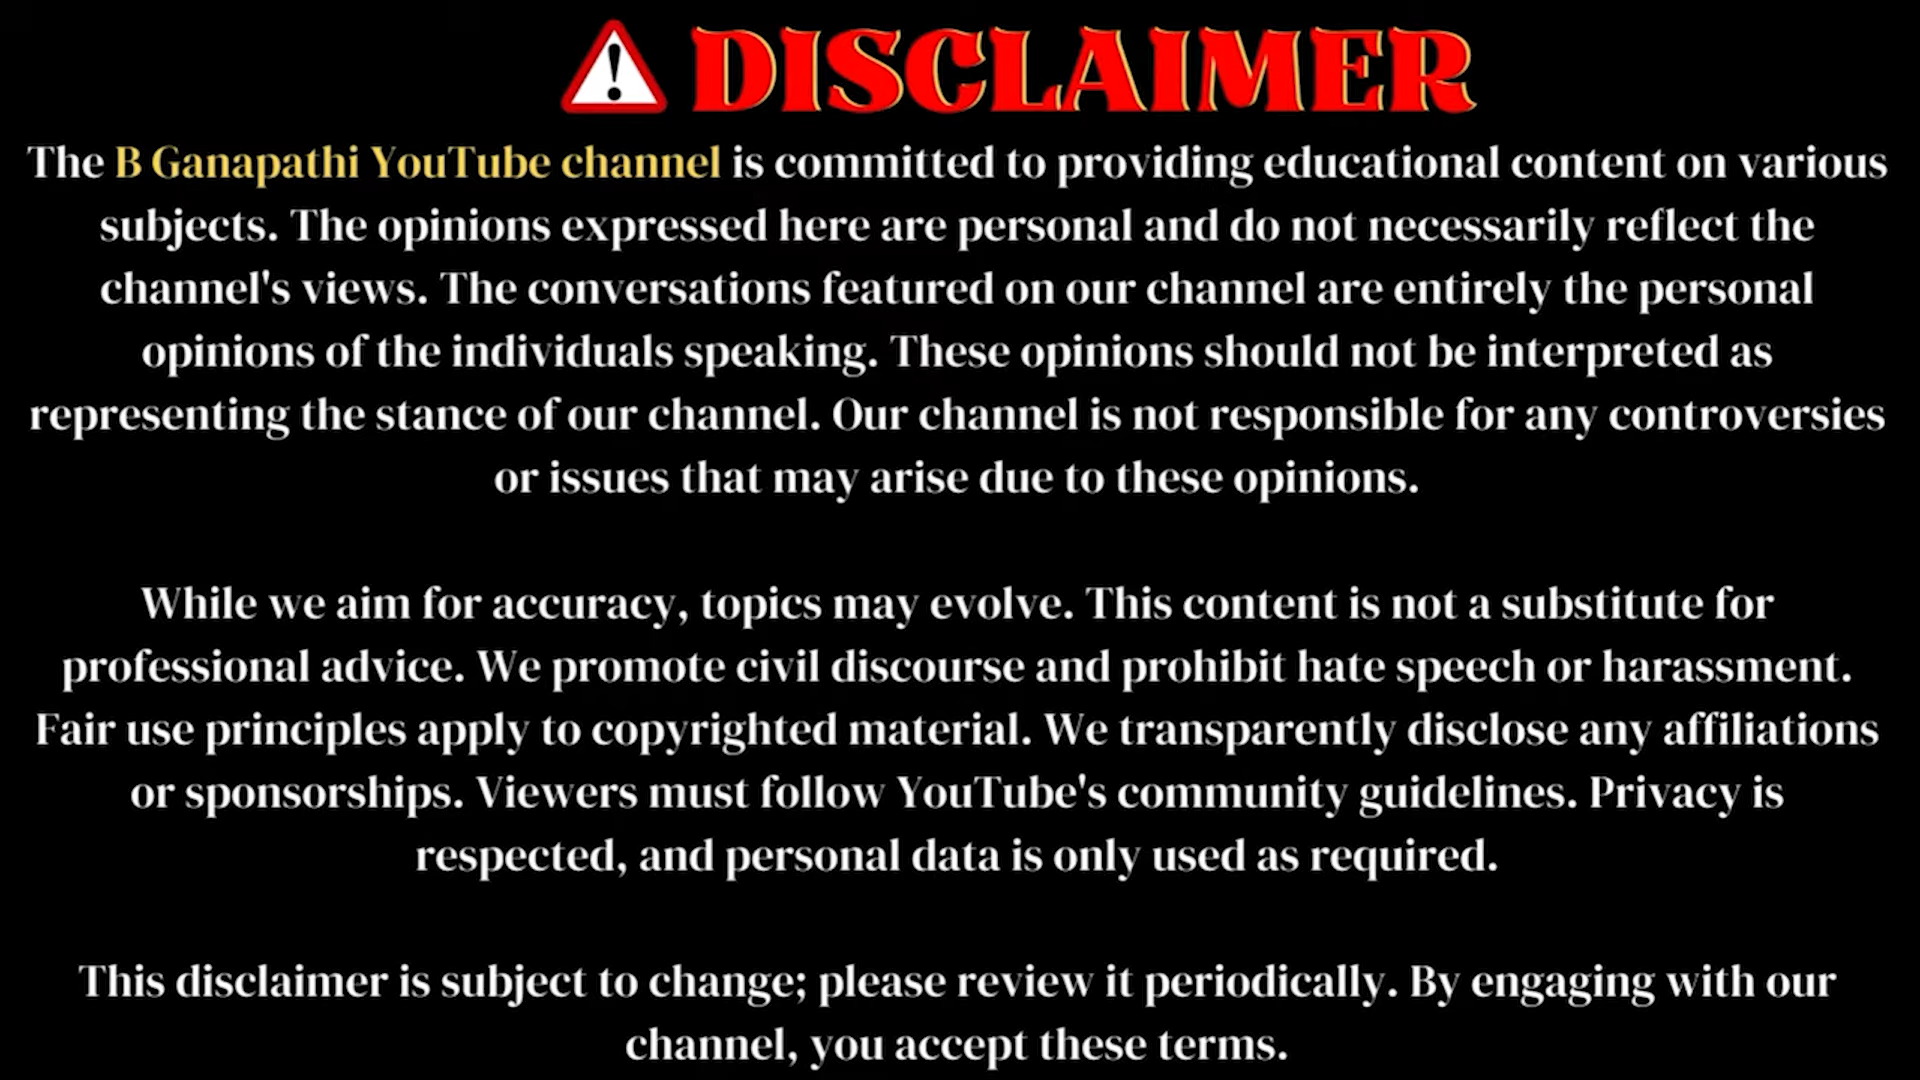 DISCLAIMER
The B Ganapathi YouTube channel is committed to providing educational content on various
subjects. The opinions expressed here are personal and do not necessarily reflect the
channel's views. The conversations featured on our channel are entirely the personal
opinions of the individuals speaking. These opinions should not be interpreted as
representing the stance of our channel. Our channel is not responsible for any controversies
or issues that may arise due to these opinions.
While we aim for accuracy, topics may evolve. This content is not a substitute for
professional advice. We promote civil discourse and prohibit hate speech or harassment.
Fair use principles apply to copyrighted material. We transparently disclose any affiliations
or sponsorships. Viewers must follow YouTube's community guidelines. Privacy is
respected, and personal data is only used as required.
This disclaimer is subject to change; please review it periodically. By engaging with our
channel, you accept these terms.